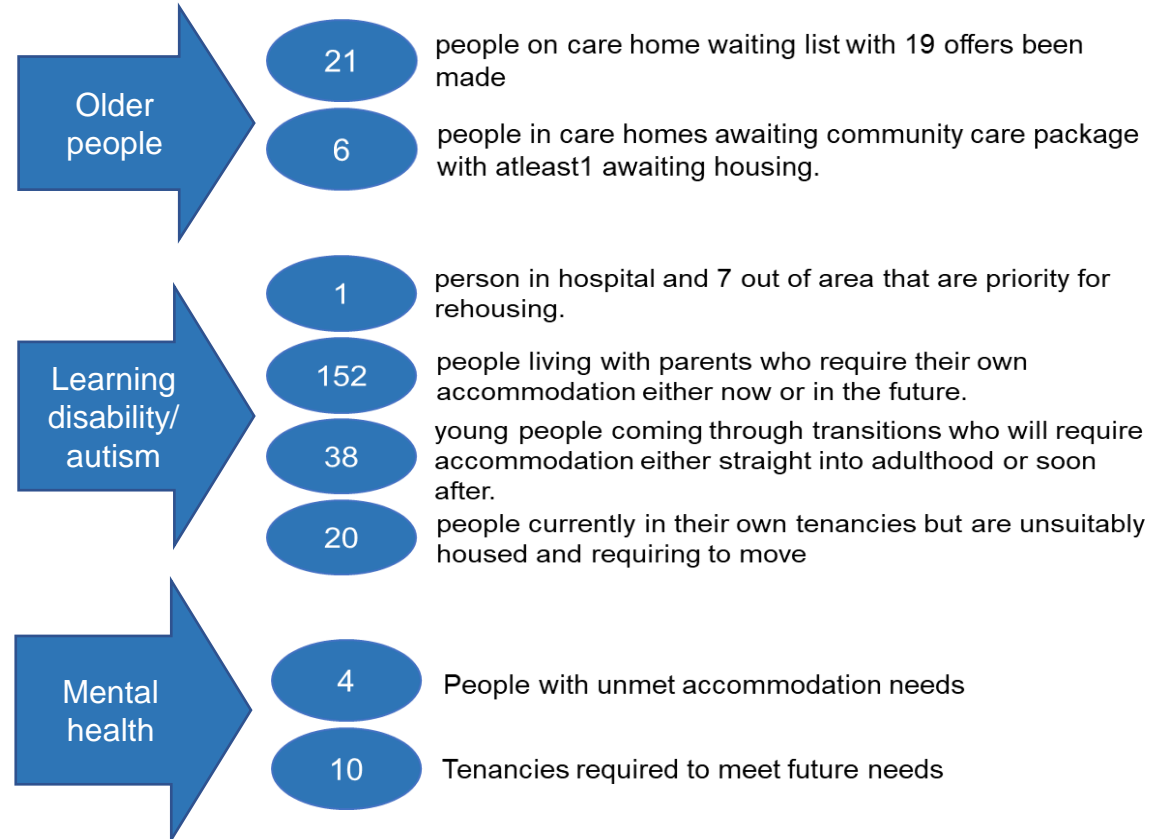 Older
people
21
people on care home waiting list with 19 offers been
made
6
people in care homes awaiting community care package
with atleast1 awaiting housing.
Learning
disability/
autism
1
person in hospital and 7 out of area that are priority for
rehousing.
152
people living with parents who require their own
accommodation either now or in the future.
38
young people coming through transitions who will require
accommodation either straight into adulthood or soon
after.
20
people currently in their own tenancies but are unsuitably
housed and requiring to move
Mental
health
4
People with unmet accommodation needs
10
Tenancies required to meet future needs